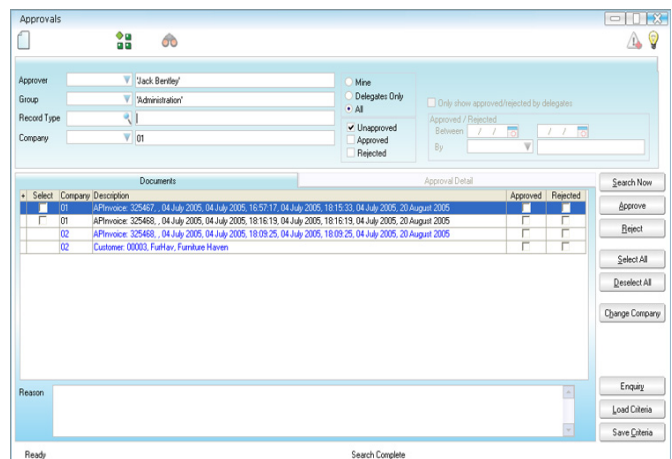 Approvals
Approver 'Jack Bentley' Mine
Group 'Administration' Delegates Only
All
Only show approved/rejected by delegates
Record Type
Approved / Rejected
Company 01 Unapproved Between / / / /
Approved By
Rejected
Documents Approval Detail Search Now
+ Select Company Description Approved Rejected
01 APInvoice: 325467, , 04 July 2005, 04 July 2005, 16:57:17, 04 July 2005, 18:15:33, 04 July 2005, 20 August 2005
Approve
01 APInvoice: 325468, , 04 July 2005, 04 July 2005, 18:16:19, 04 July 2005, 18:16:19, 04 July 2005, 20 August 2005
02 APInvoice: 325468, , 04 July 2005, 04 July 2005, 18:09:25, 04 July 2005, 18:09:25, 04 July 2005, 20 August 2005
Reject
02 Customer: 00003, FurHav, Furniture Haven
Select All
Deselect All
Change Company
Reason Enquiry
Load Criteria
Save Criteria
Ready Search Complete